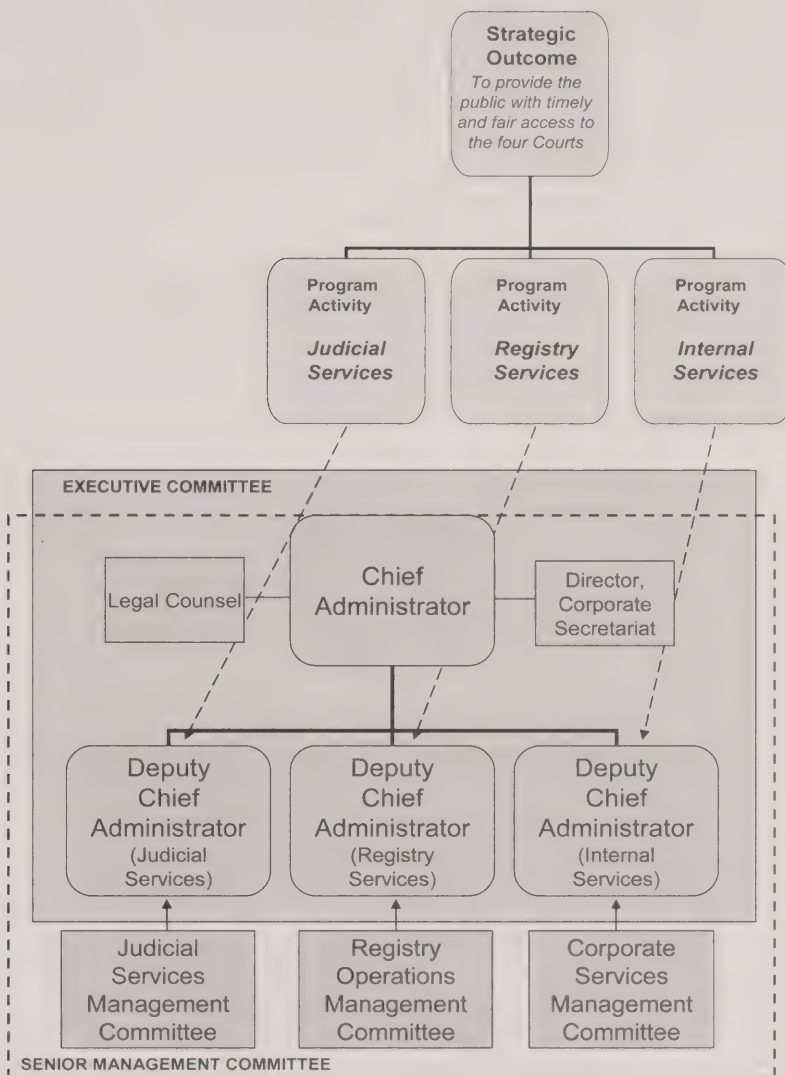 Strategic
Outcome
To provide the
public with timely
and fair access to
the four Courts
Program
Activity
Judicial
Services
Program
Activity
Registry
Services
Program
Activity
Internal
Services
EXECUTIVE COMMITTEE
Legal Counsel
Chief
Administrator
Director,
Corporate
Secretariat
Deputy
Chief
Administrator
(Judicial
Services)
Deputy
Chief
Administrator
(Registry
Services)
Deputy
Chief
Administrator
(Internal
Services)
Judicial
Services
Management
Committee
Registry
Operations
Management
Committee
Corporate
Services
Management
Committee
SENIOR MANAGEMENT COMMITTEE